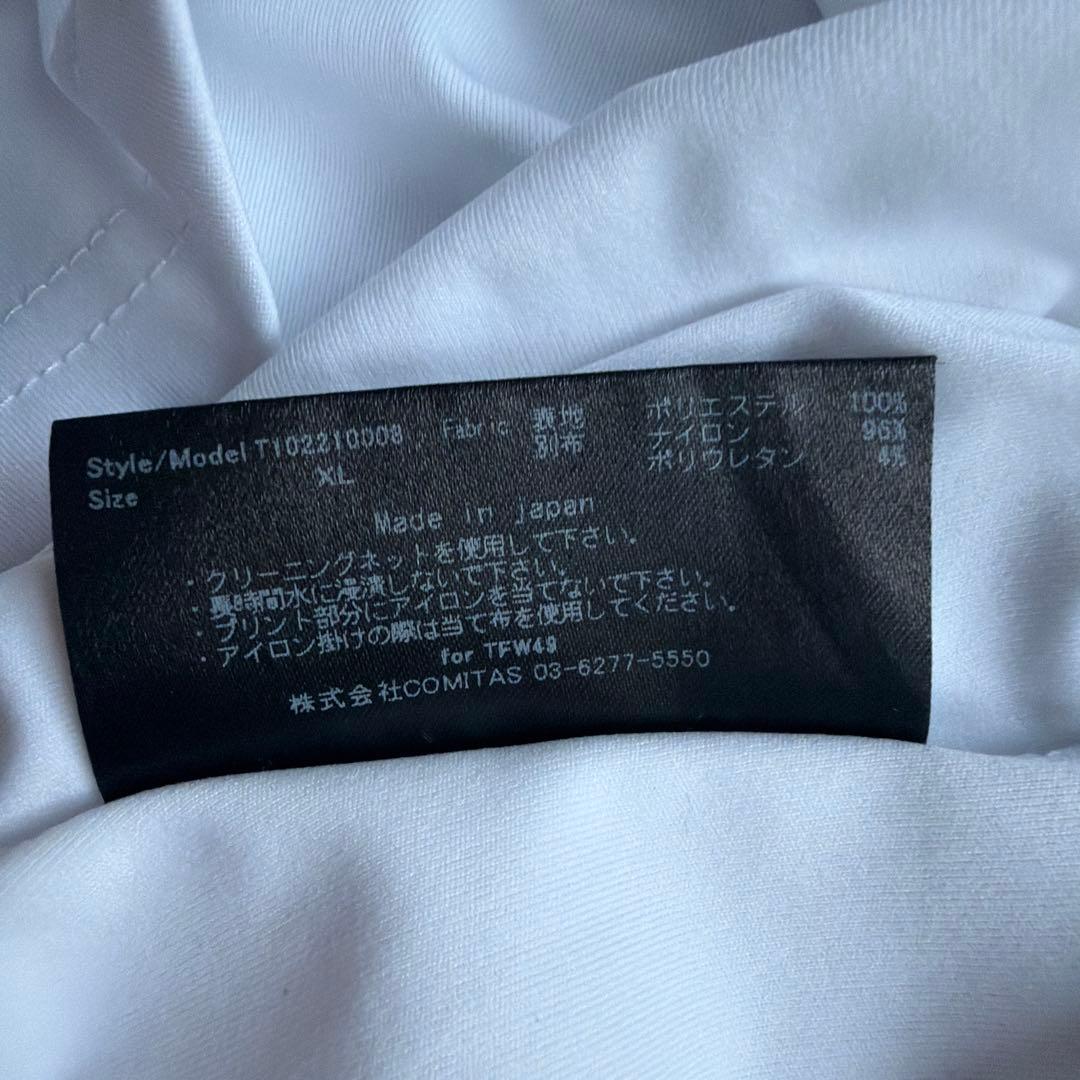 Style/Model T102210008 Fabric 表地 ポリエステル 100%
Size XL 別布 ナイロン 96%
ポリウレタン 4%
Made in japan
・クリーニングネットを使用して下さい。
・長時間水に浸漬しないで下さい。
・プリント部分にアイロンを当てないで下さい。
・アイロン掛けの際は当て布を使用してください。
for TFW49
株式会社COMITAS 03-6277-5550